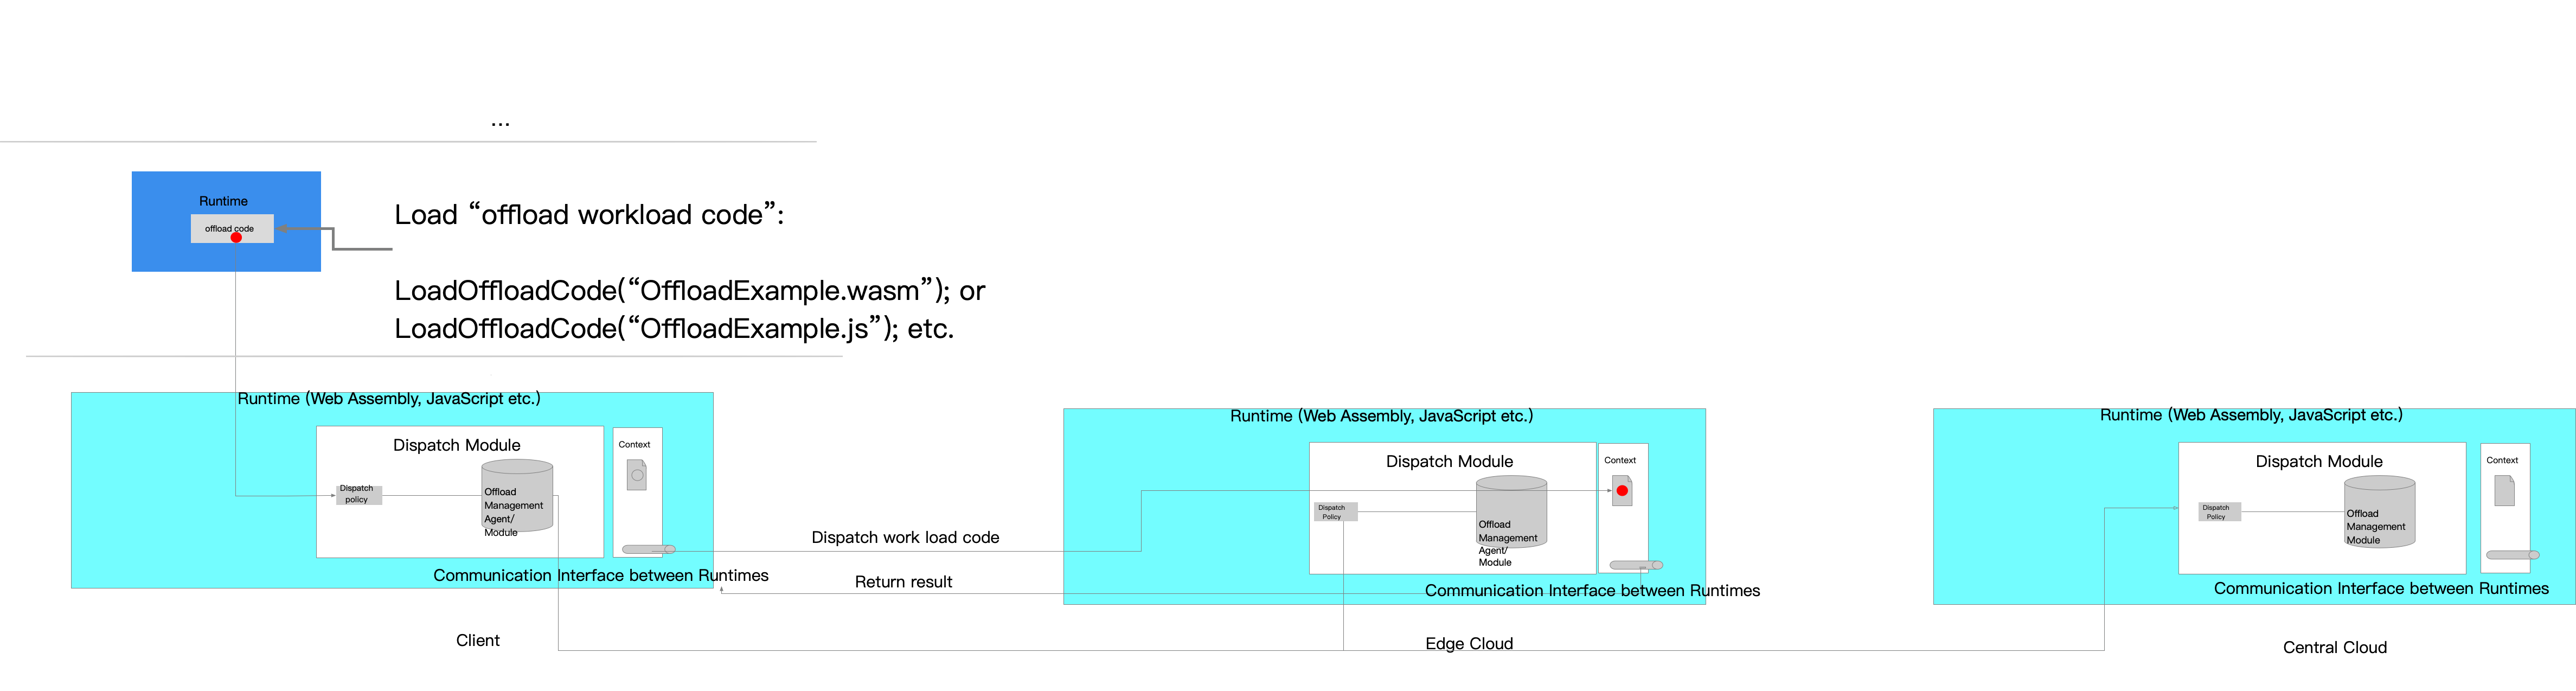 ...
Runtime
offload code
Load “offload workload code”:
LoadOffloadCode(“OffloadExample.wasm”); or
LoadOffloadCode(“OffloadExample.js”); etc.
Runtime (Web Assembly, JavaScript etc.)
Dispatch Module
Context
Dispatch
policy
Offload
Management
Agent/
Module
Communication Interface between Runtimes
Client
Dispatch work load code
Return result
Runtime (Web Assembly, JavaScript etc.)
Dispatch Module
Context
Dispatch
Policy
Offload
Management
Agent/
Module
Communication Interface between Runtimes
Edge Cloud
Runtime (Web Assembly, JavaScript etc.)
Dispatch Module
Context
Dispatch
Policy
Offload
Management
Module
Communication Interface between Runtimes
Central Cloud